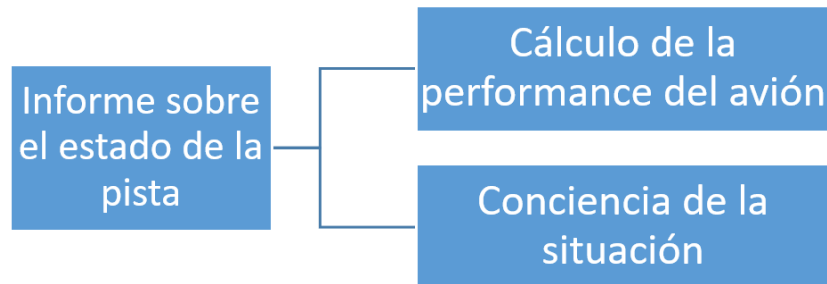 Informe sobre
el estado de la
pista
Cálculo de la
performance del avión
Conciencia de la
situación